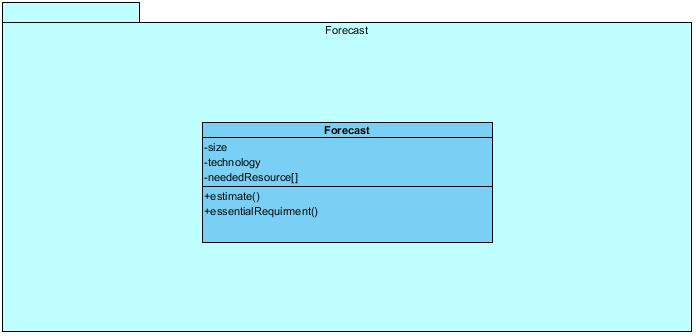 Forecast
Forecast
-size
-technology
-neededResource[]
+estimate()
+essentialRequirment()